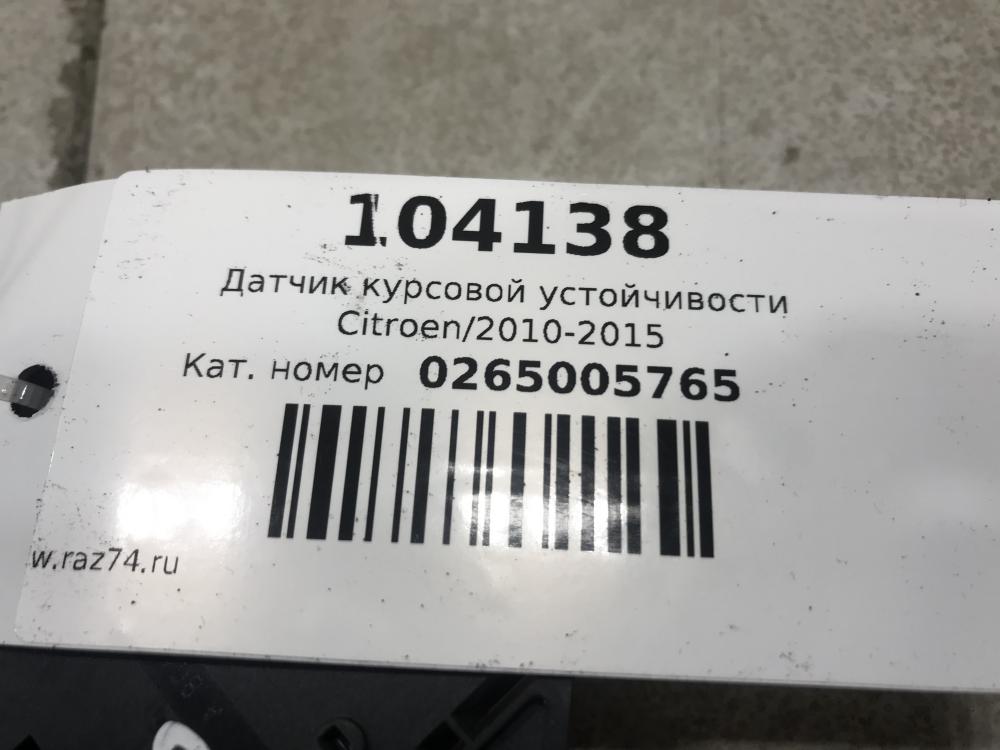 104138
Датчик курсовой устойчивости
Citroen/2010-2015
Кат. номер 0265005765
w.raz74.ru